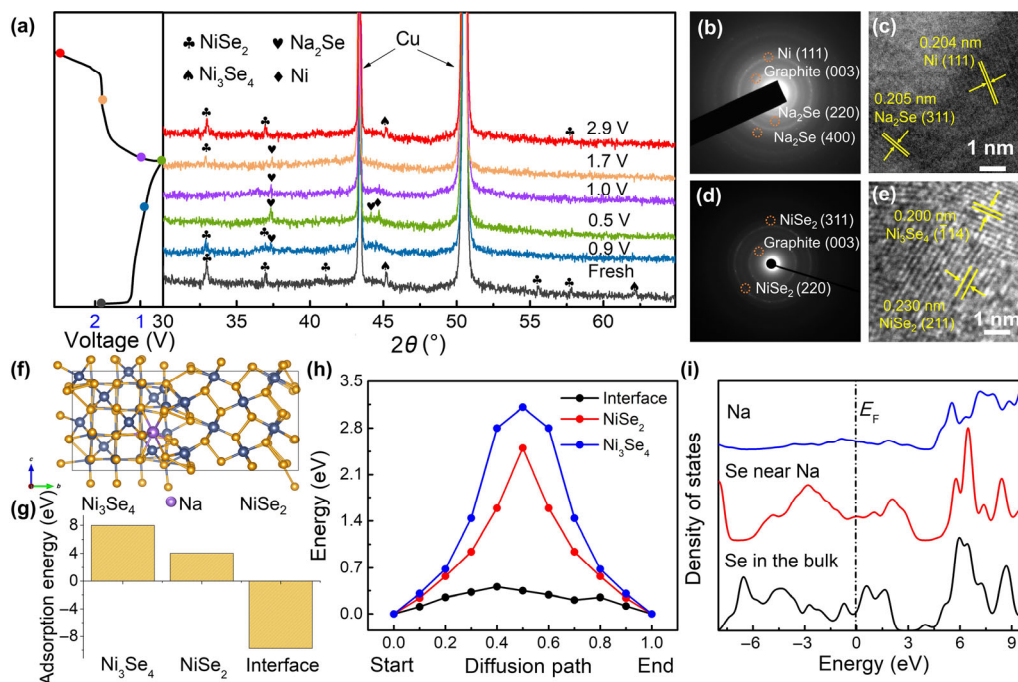 (a)
♣ NiSe₂ ♥ Na₂Se
♠ Ni₃Se₄ ♦ Ni
Cu
2.9 V
1.7 V
1.0 V
0.5 V
0.9 V
Fresh
2 1
Voltage (V)
30 35 40 45 50 55 60
2θ (°)
(b)
Ni (111)
Graphite (003)
Na₂Se (220)
Na₂Se (400)
(c)
0.204 nm
Ni (111)
0.205 nm
Na₂Se (311)
1 nm
(d)
NiSe₂ (311)
Graphite (003)
NiSe₂ (220)
(e)
0.200 nm
Ni₃Se₄ (1̄14)
0.230 nm
NiSe₂ (211)
1 nm
(f)
c
b
Ni₃Se₄ Na NiSe₂
(g)
Adsorption energy (eV)
8
4
0
−4
−8
Ni₃Se₄ NiSe₂ Interface
(h)
Interface
NiSe₂
Ni₃Se₄
Energy (eV)
3.5
2.8
2.1
1.4
0.7
0.0
0.0 0.2 0.4 0.6 0.8 1.0
Start Diffusion path End
(i)
E_F
Na
Se near Na
Se in the bulk
Density of states
−6 −3 0 3 6 9
Energy (eV)